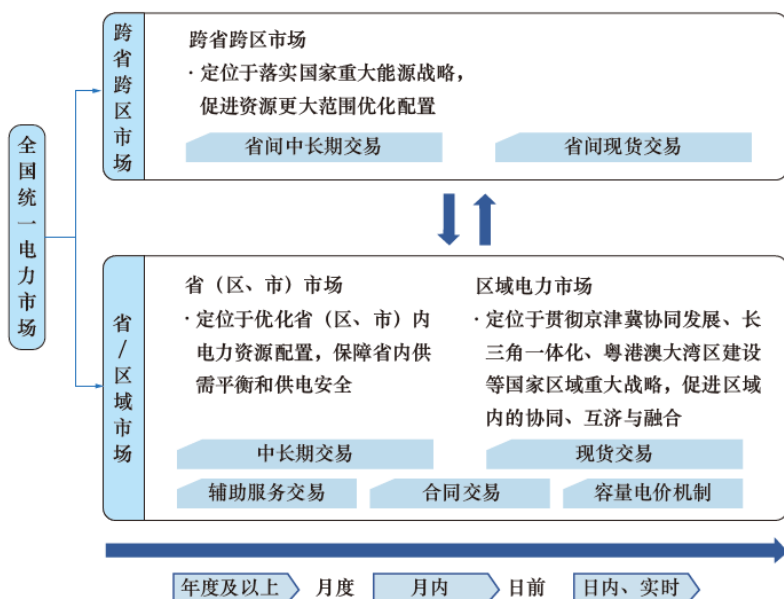 全国统一电力市场
跨省跨区市场
跨省跨区市场
·定位于落实国家重大能源战略，
促进资源更大范围优化配置
省间中长期交易
省间现货交易
省/区域市场
省（区、市）市场
·定位于优化省（区、市）内
电力资源配置，保障省内供
需平衡和供电安全
区域电力市场
·定位于贯彻京津冀协同发展、长
三角一体化、粤港澳大湾区建设
等国家区域重大战略，促进区域
内的协同、互济与融合
中长期交易
现货交易
辅助服务交易
合同交易
容量电价机制
年度及以上
月度
月内
日前
日内、实时